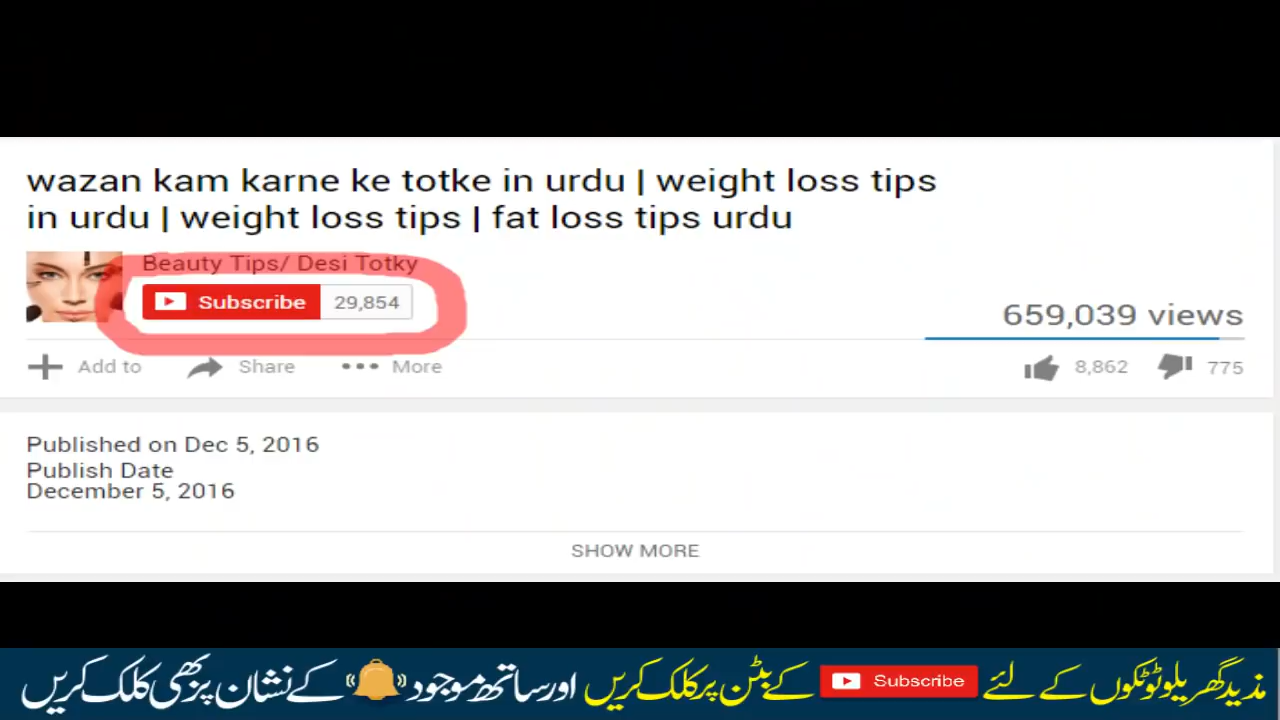 wazan kam karne ke totke in urdu | weight loss tips
in urdu | weight loss tips | fat loss tips urdu
Beauty Tips/ Desi Totky
Subscribe 29,854
659,039 views
Add to Share More 8,862 775
Published on Dec 5, 2016
Publish Date
December 5, 2016
SHOW MORE
مذید گھریلو ٹوٹکوں کے لئے Subscribe کے بٹن پر کلک کریں اور ساتھ موجود کے نشان پر بھی کلک کریں